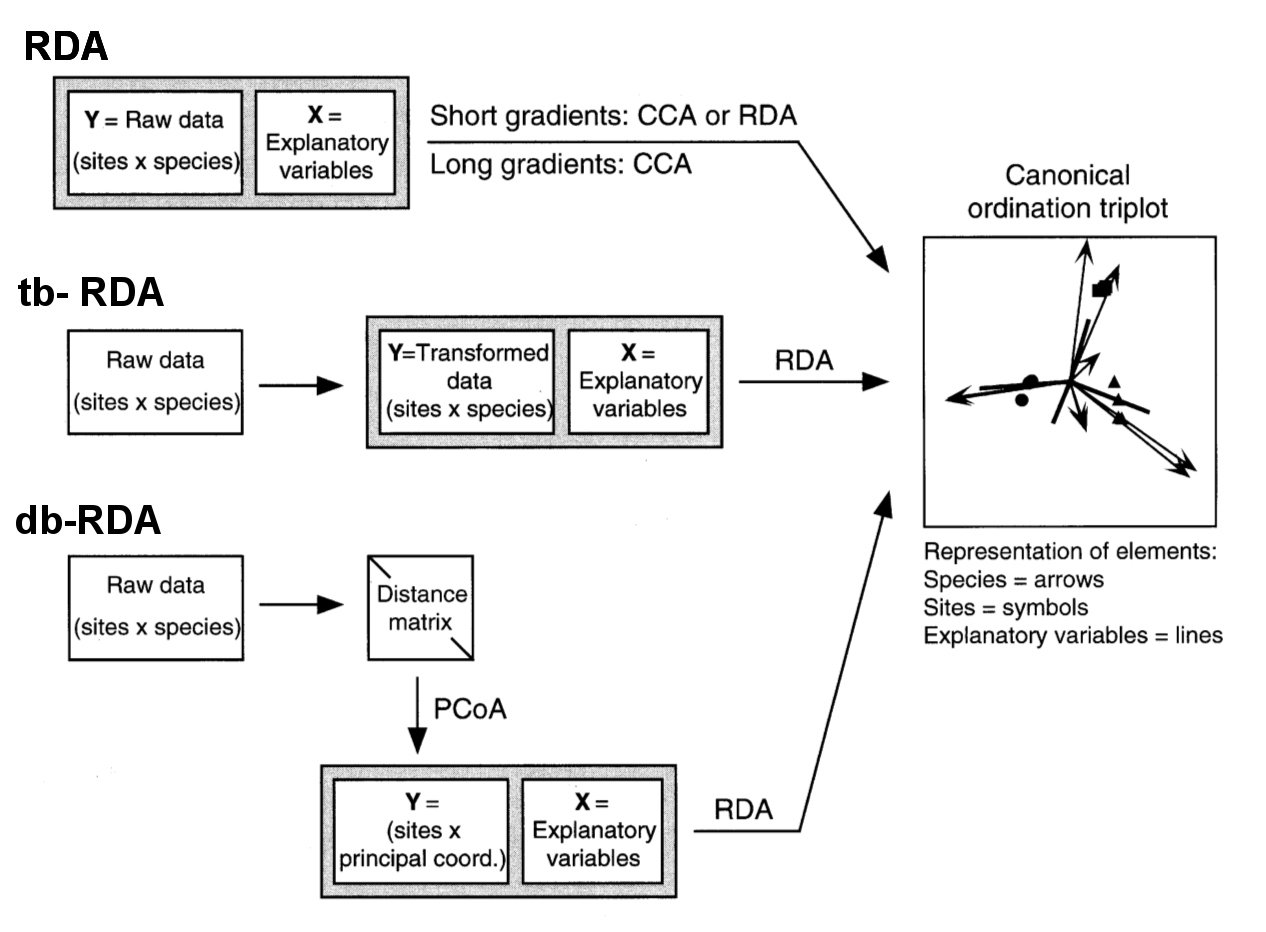 RDA
Y = Raw data
(sites x species)
X =
Explanatory
variables
Short gradients: CCA or RDA
Long gradients: CCA
Canonical
ordination triplot
tb- RDA
Raw data
(sites x species)
Y=Transformed
data
(sites x species)
X =
Explanatory
variables
RDA
db-RDA
Raw data
(sites x species)
Distance
matrix
PCoA
Y =
(sites x
principal coord.)
X =
Explanatory
variables
RDA
Representation of elements:
Species = arrows
Sites = symbols
Explanatory variables = lines